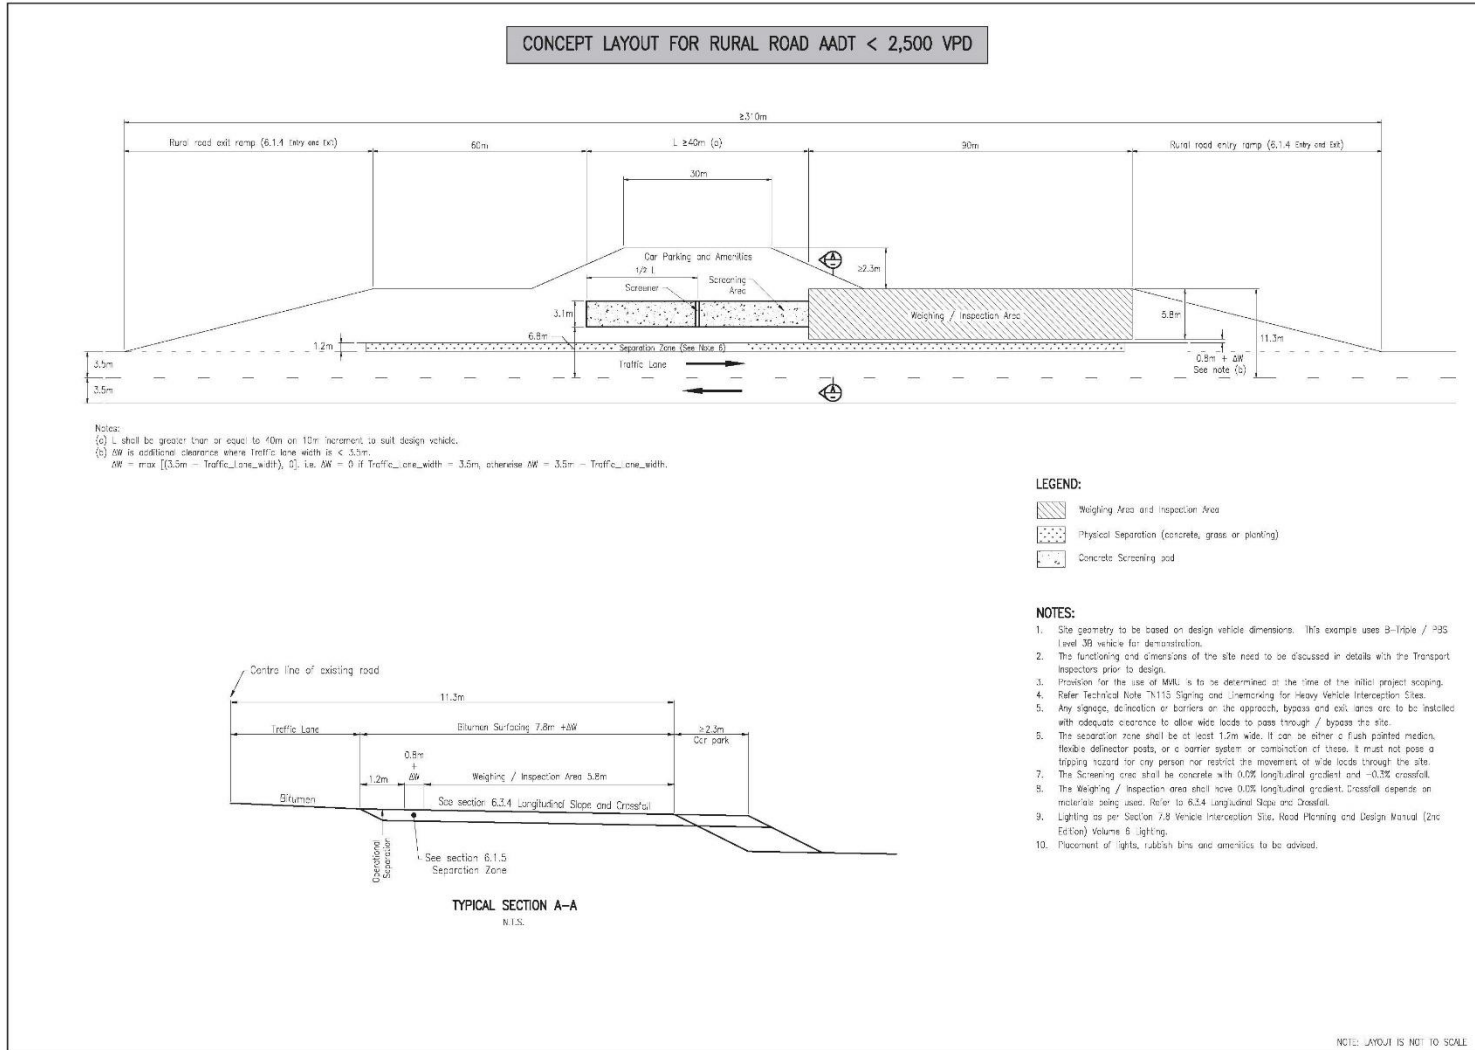 CONCEPT LAYOUT FOR RURAL ROAD AADT < 2,500 VPD
≥310m
Rural road exit ramp (6.1.4 Entry and Exit)
60m
L ≥40m (a)
90m
Rural road entry ramp (6.1.4 Entry and Exit)
30m
Car Parking and Amenities
1/2 L
Screener
Screening
Area
A
≥2.3m
3.1m
6.8m
Weighing / Inspection Area
5.8m
11.3m
1.2m
Separation Zone (See Note 6)
3.5m
Traffic Lane
0.8m + ΔW
See note (b)
3.5m
A
Notes:
(a) L shall be greater than or equal to 40m on 10m increment to suit design vehicle.
(b) ΔW is additional clearance where Traffic lane width is < 3.5m.
ΔW = max [(3.5m – Traffic_Lane_width), 0]. i.e. ΔW = 0 if Traffic_Lane_width = 3.5m, otherwise ΔW = 3.5m – Traffic_Lane_width.
LEGEND:
Weighing Area and Inspection Area
Physical Separation (concrete, grass or planting)
Concrete Screening pad
NOTES:
1. Site geometry to be based on design vehicle dimensions. This example uses B–Triple / PBS
Level 3B vehicle for demonstration.
2. The functioning and dimensions of the site need to be discussed in details with the Transport
Inspectors prior to design.
3. Provision for the use of MVIU is to be determined at the time of the initial project scoping.
4. Refer Technical Note TN115 Signing and Linemarking for Heavy Vehicle Interception Sites.
5. Any signage, delineation or barriers on the approach, bypass and exit lanes are to be installed
with adequate clearance to allow wide loads to pass through / bypass the site.
6. The separation zone shall be at least 1.2m wide. It can be either a flush painted median,
flexible delineator posts, or a barrier system or combination of these. It must not pose a
tripping hazard for any person nor restrict the movement of wide loads through the site.
7. The Screening area shall be concrete with 0.0% longitudinal gradient and –0.3% crossfall.
8. The Weighing / Inspection area shall have 0.0% longitudinal gradient. Crossfall depends on
materials being used. Refer to 6.3.4 Longitudinal Slope and Crossfall.
9. Lighting as per Section 7.8 Vehicle Interception Site, Road Planning and Design Manual (2nd
Edition) Volume 6 Lighting.
10. Placement of lights, rubbish bins and amenities to be advised.
Centre line of existing road
11.3m
Traffic Lane
Bitumen Surfacing 7.8m +ΔW
≥2.3m
Car park
0.8m
+
ΔW
1.2m
Weighing / Inspection Area 5.8m
Bitumen
See section 6.3.4 Longitudinal Slope and Crossfall
Operational
Separation
See section 6.1.5
Separation Zone
TYPICAL SECTION A–A
N.T.S.
NOTE: LAYOUT IS NOT TO SCALE